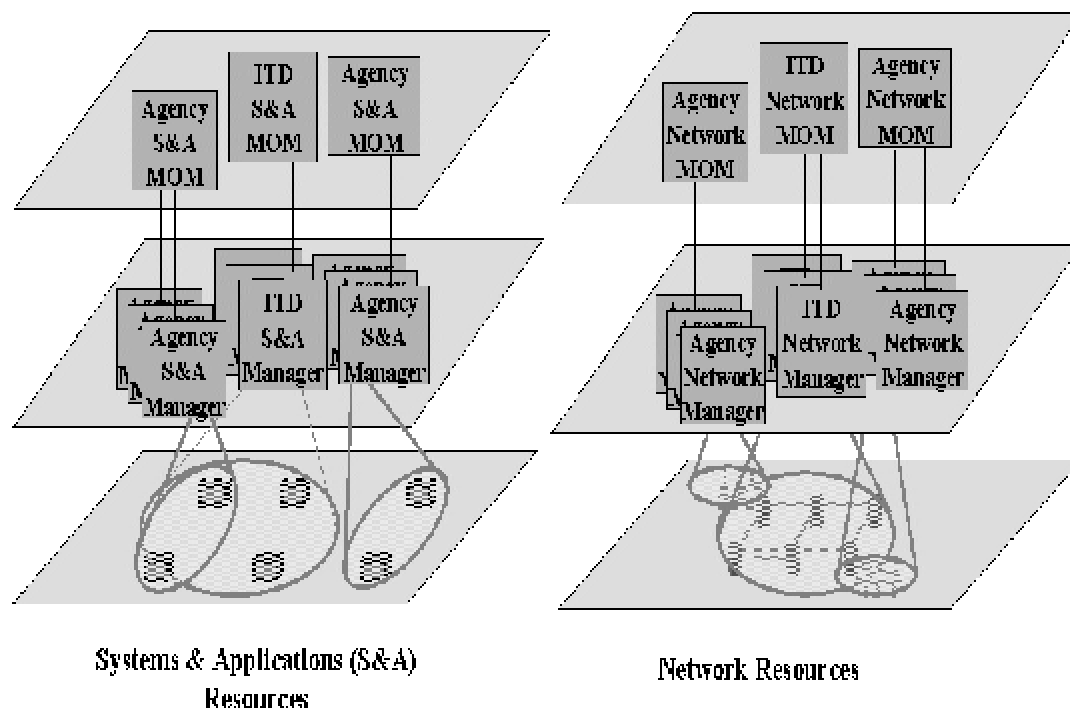 Agency
S&A
MOM
ITD
S&A
MOM
Agency
S&A
MOM
Agency
S&A
Manager
ITD
S&A
Manager
Agency
S&A
Manager
Systems & Applications (S&A)
Resources
Agency
Network
MOM
ITD
Network
MOM
Agency
Network
MOM
Agency
Network
Manager
ITD
Network
Manager
Agency
Network
Manager
Network Resources